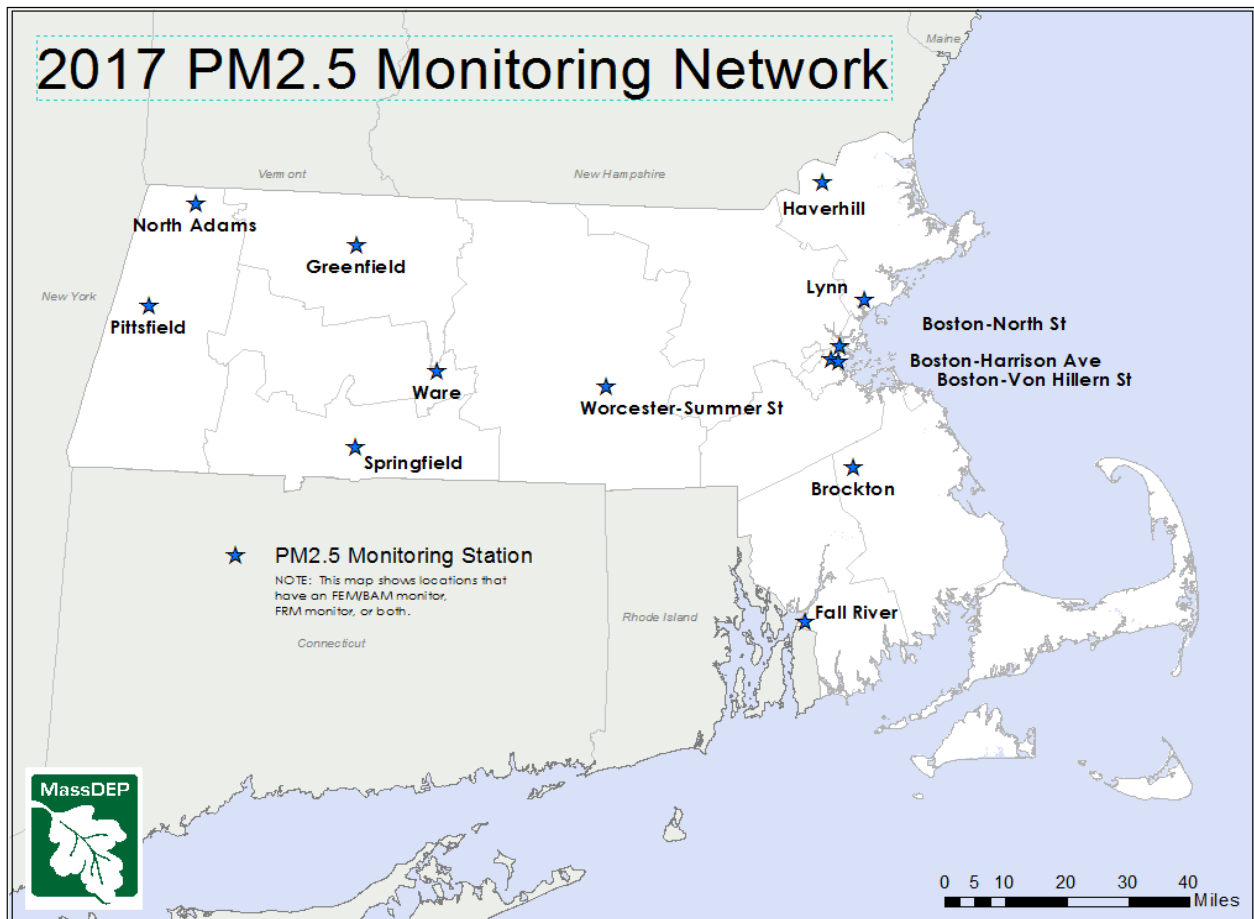 2017 PM2.5 Monitoring Network
Maine
Vermont
New Hampshire
Haverhill
North Adams
Greenfield
Lynn
New York
Pittsfield
Boston-North St
Boston-Harrison Ave
Boston-Von Hillern St
Ware
Worcester-Summer St
Springfield
Brockton
PM2.5 Monitoring Station
NOTE: This map shows locations that
have an FEM/BAM monitor,
FRM monitor, or both.
Fall River
Rhode Island
Connecticut
MassDEP
0 5 10 20 30 40
Miles